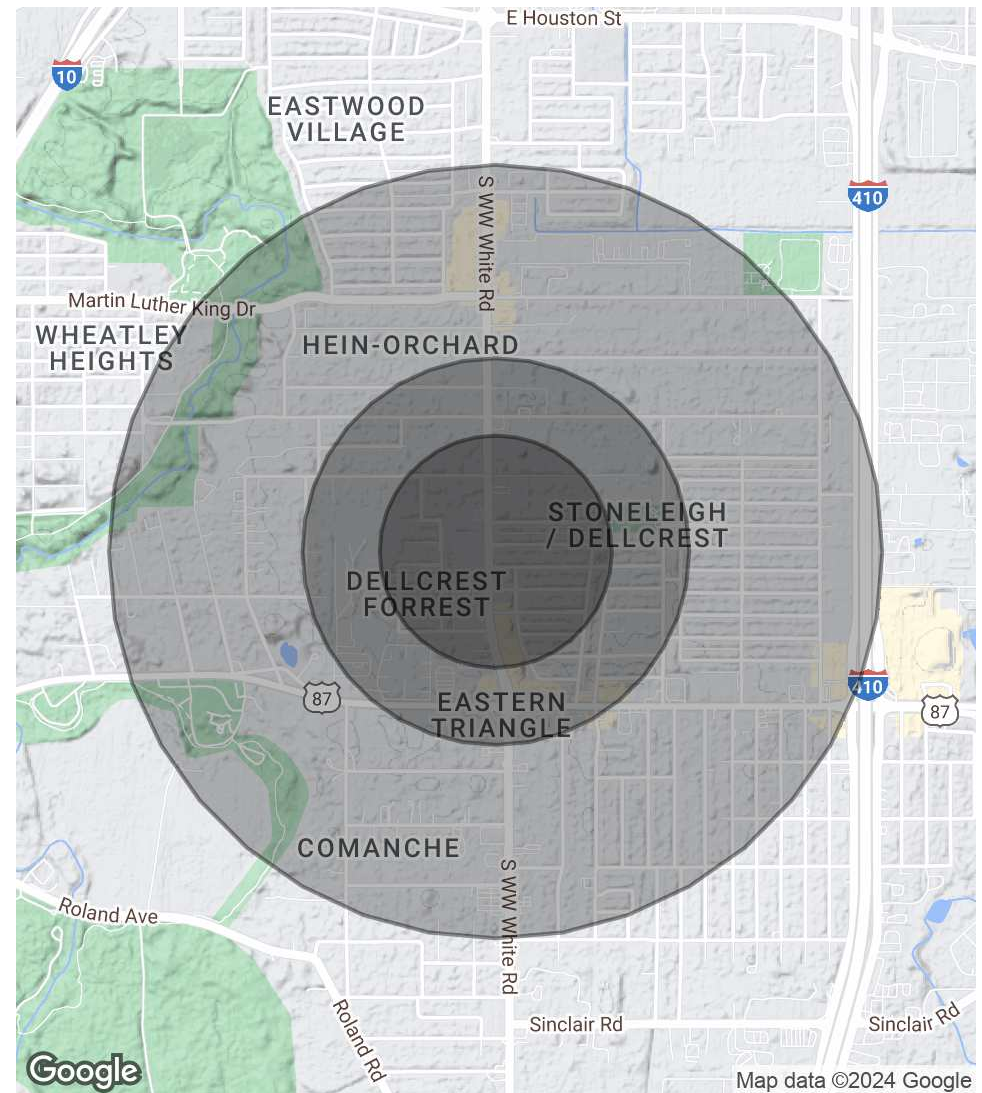 E Houston St
10
EASTWOOD
VILLAGE
S WW White Rd
410
Martin Luther King Dr
WHEATLEY
HEIGHTS
HEIN-ORCHARD
STONELEIGH
/ DELLCREST
DELLCREST
FORREST
87
410
EASTERN
TRIANGLE
87
COMANCHE
S WW White Rd
Roland Ave
Roland Rd
Sinclair Rd
Sinclair Rd
Google
Map data ©2024 Google